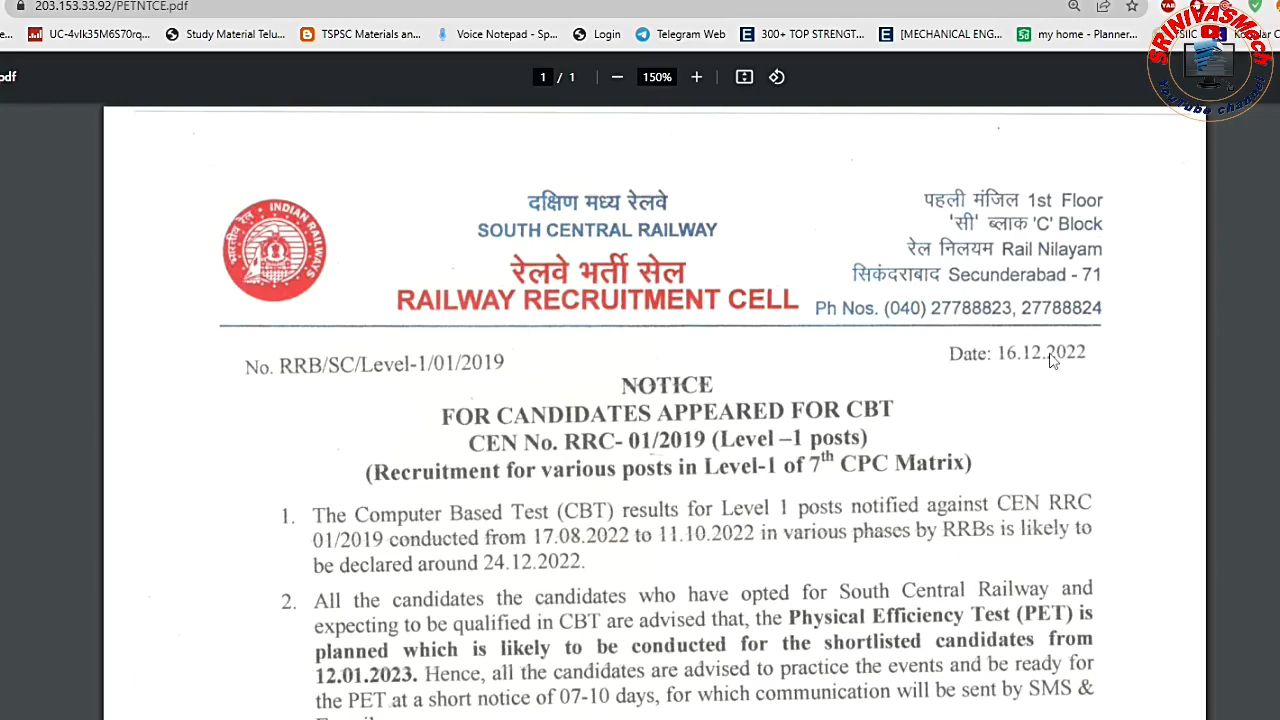 203.153.33.92/PETNTCE.pdf
UC-4vlk35M6S70rq... Study Material Telu... TSPSC Materials an... Voice Notepad - Sp... Login Telegram Web 300+ TOP STRENGT... [MECHANICAL ENG... my home - Planner...
pdf 1 / 1 150%
SRINIVASMech
YouTube channel
INDIAN RAILWAYS
भारतीय रेल
दक्षिण मध्य रेलवे
SOUTH CENTRAL RAILWAY
रेलवे भर्ती सेल
RAILWAY RECRUITMENT CELL
पहली मंजिल 1st Floor
'सी' ब्लाक 'C' Block
रेल निलयम Rail Nilayam
सिकंदराबाद Secunderabad - 71
Ph Nos. (040) 27788823, 27788824
No. RRB/SC/Level-1/01/2019
Date: 16.12.2022
NOTICE
FOR CANDIDATES APPEARED FOR CBT
CEN No. RRC- 01/2019 (Level –1 posts)
(Recruitment for various posts in Level-1 of 7th CPC Matrix)
1. The Computer Based Test (CBT) results for Level 1 posts notified against CEN RRC
01/2019 conducted from 17.08.2022 to 11.10.2022 in various phases by RRBs is likely to
be declared around 24.12.2022.
2. All the candidates the candidates who have opted for South Central Railway and
expecting to be qualified in CBT are advised that, the Physical Efficiency Test (PET) is
planned which is likely to be conducted for the shortlisted candidates from
12.01.2023. Hence, all the candidates are advised to practice the events and be ready for
the PET at a short notice of 07-10 days, for which communication will be sent by SMS &